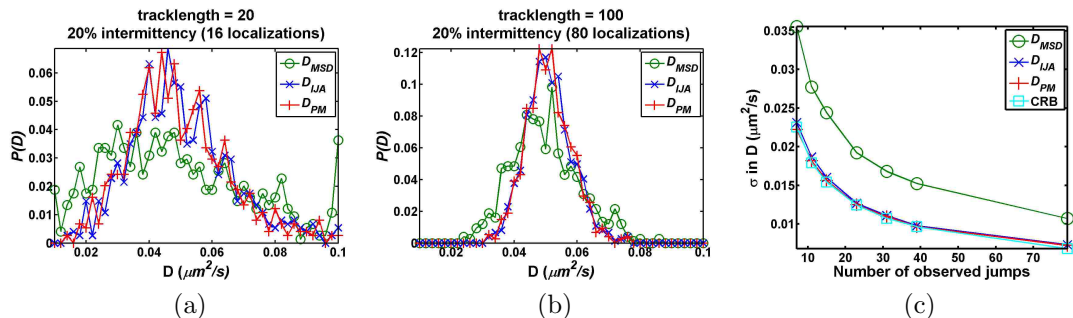 tracklength = 20
20% intermittency (16 localizations)
P(D)
0.06
0.05
0.04
0.03
0.02
0.01
0
0.02
0.04
0.06
0.08
0.1
D (μm²/s)
D_MSD
D_IJA
D_PM
(a)
tracklength = 100
20% intermittency (80 localizations)
P(D)
0.12
0.10
0.08
0.06
0.04
0.02
0
0.02
0.04
0.06
0.08
0.1
D (μm²/s)
D_MSD
D_IJA
D_PM
(b)
σ in D (μm²/s)
0.035
0.03
0.025
0.02
0.015
0.01
10
20
30
40
50
60
70
Number of observed jumps
D_MSD
D_IJA
D_PM
CRB
(c)